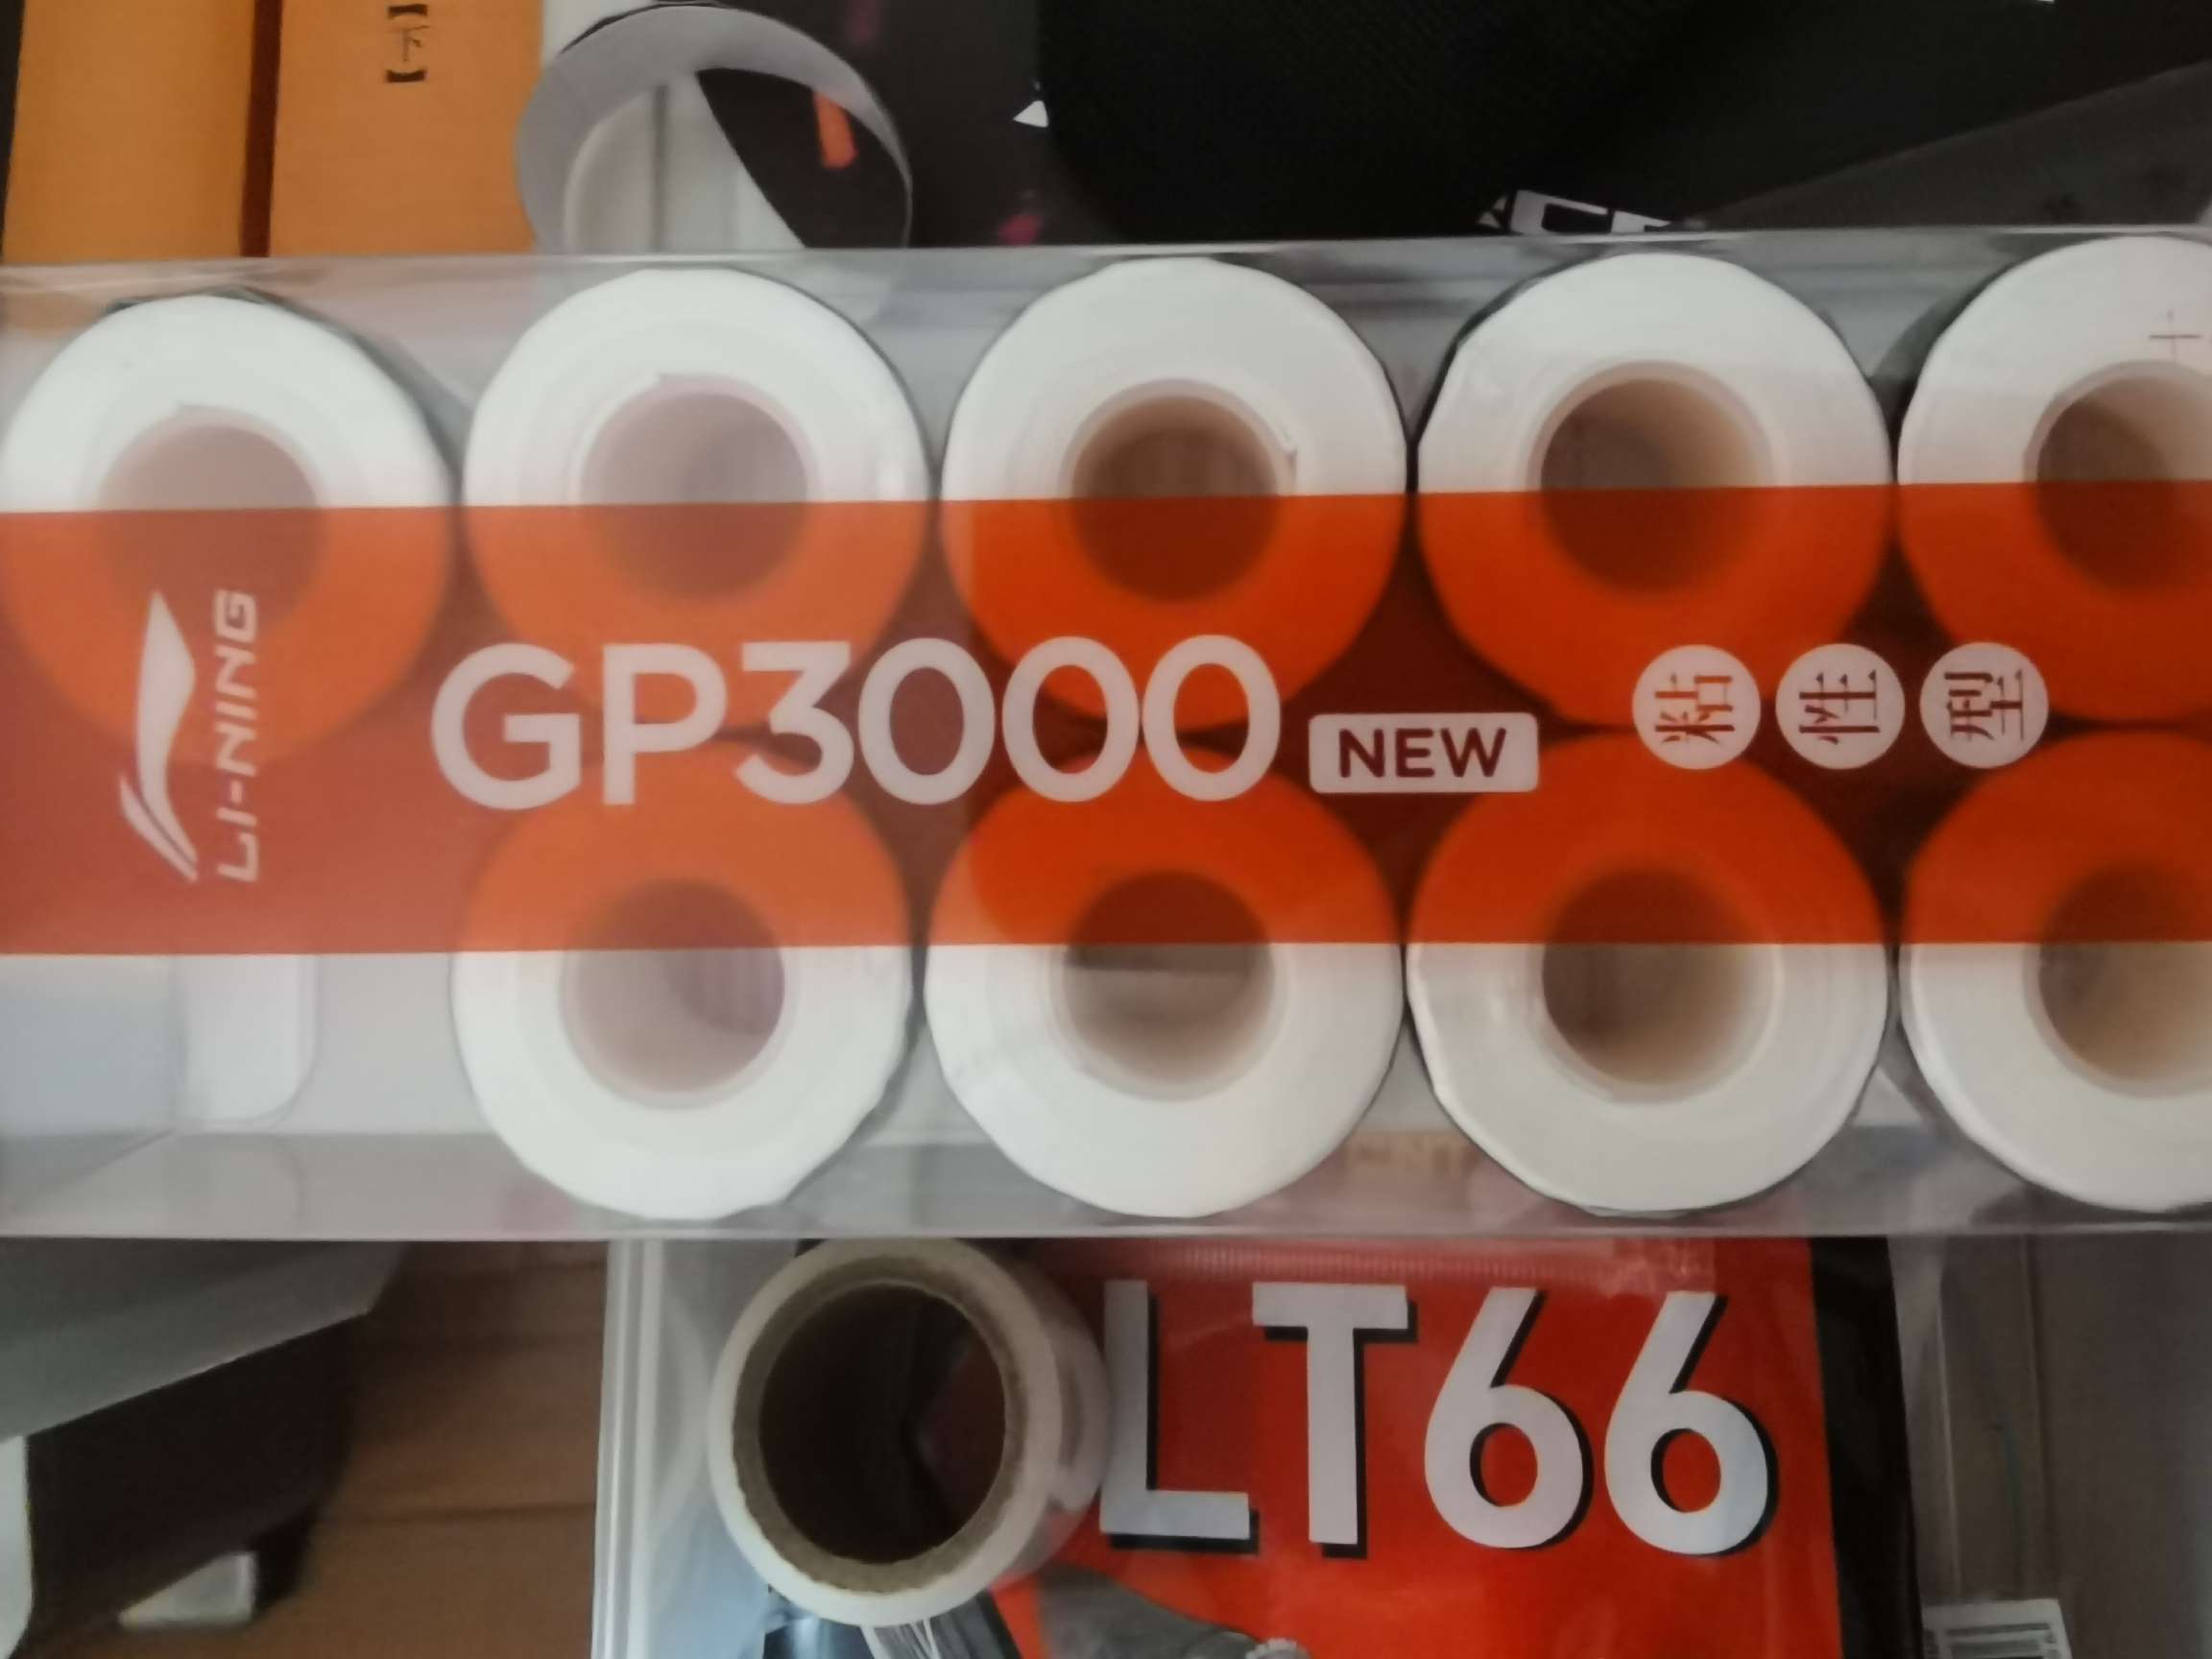 LI-NING
GP3000
NEW
粘性型
LT66